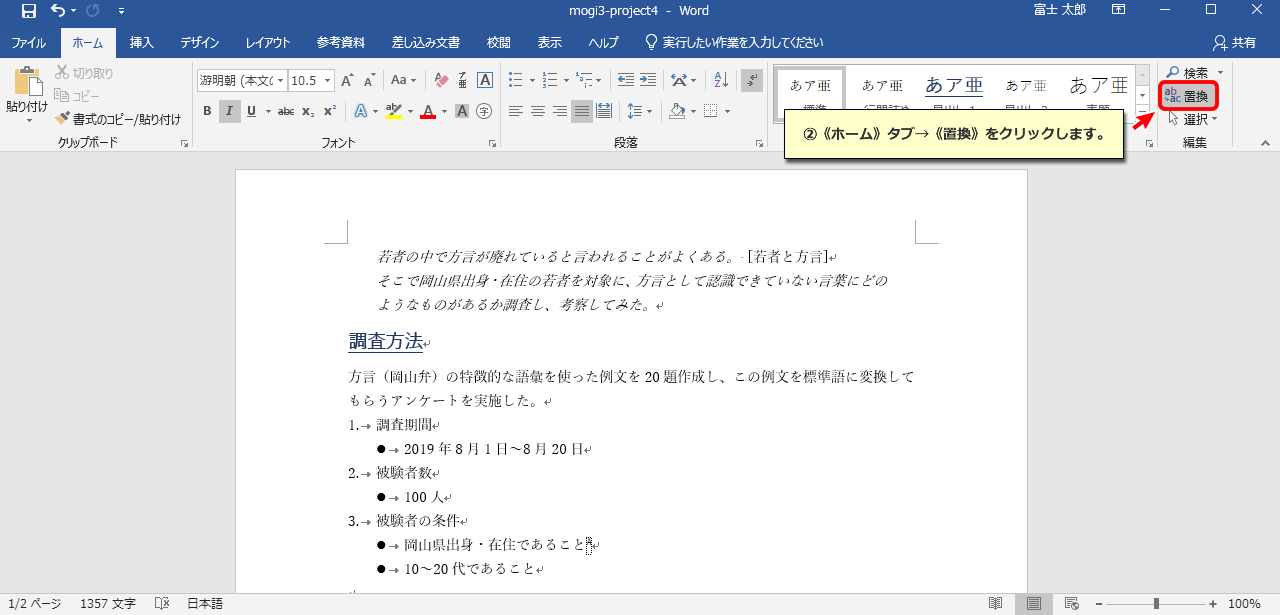 mogi3-project4 - Word
富士 太郎
ファイル
ホーム
挿入
デザイン
レイアウト
参考資料
差し込み文書
校閲
表示
ヘルプ
実行したい作業を入力してください
共有
貼り付け
切り取り
コピー
書式のコピー/貼り付け
クリップボード
游明朝 (本文の
10.5
フォント
段落
あア亜
あア亜
あア亜
あア亜
あア亜
検索
置換
選択
編集
②《ホーム》タブ→《置換》をクリックします。
若者の中で方言が廃れていると言われることがよくある。[若者と方言]
そこで岡山県出身・在住の若者を対象に、方言として認識できていない言葉にどの
ようなものがあるか調査し、考察してみた。
調査方法
方言（岡山弁）の特徴的な語彙を使った例文を 20 題作成し、この例文を標準語に変換して
もらうアンケートを実施した。
1.→ 調査期間
●→ 2019 年 8 月 1 日～8 月 20 日
2.→ 被験者数
●→ 100 人
3.→ 被験者の条件
●→ 岡山県出身・在住であること
●→ 10～20 代であること
1/2 ページ
1357 文字
日本語
100%